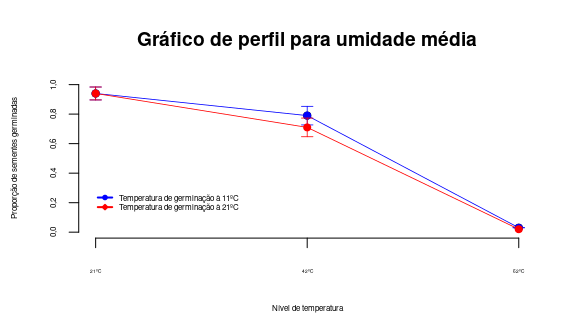 Gráfico de perfil para umidade média
Proporção de sementes germinadas
1,0
0,8
0,6
0,4
0,2
0,0
Temperatura de germinação à 11ºC
Temperatura de germinação à 21ºC
21ºC 42ºC 62ºC
Nível de temperatura